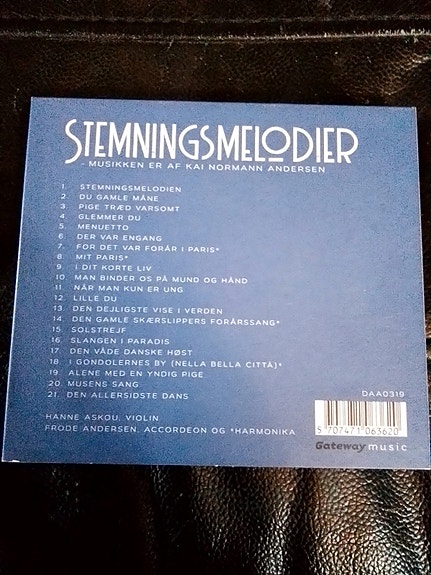 STEMNINGSMELODIER
- MUSIKKEN ER AF KAI NORMANN ANDERSEN
1. STEMNINGSMELODIEN
2. DU GAMLE MÅNE
3. PIGE TRÆD VARSOMT
4. GLEMMER DU
5. MENUETTO
6. DER VAR ENGANG
7. FOR DET VAR FORÅR I PARIS*
8. MIT PARIS*
9. I DIT KORTE LIV
10. MAN BINDER OS PÅ MUND OG HÅND
11. NÅR MAN KUN ER UNG
12. LILLE DU
13. DEN DEJLIGSTE VISE I VERDEN
14. DEN GAMLE SKÆRSLIPPERS FORÅRSSANG*
15. SOLSTREJF
16. SLANGEN I PARADIS
17. DEN VÅDE DANSKE HØST
18. I GONDOLERNES BY (NELLA BELLA CITTÀ)*
19. ALENE MED EN YNDIG PIGE
20. MUSENS SANG
21. DEN ALLERSIDSTE DANS
DAA0319
HANNE ASKOU, VIOLIN
FRODE ANDERSEN, ACCORDEON OG *HARMONIKA
5 707471 063620
Gateway music